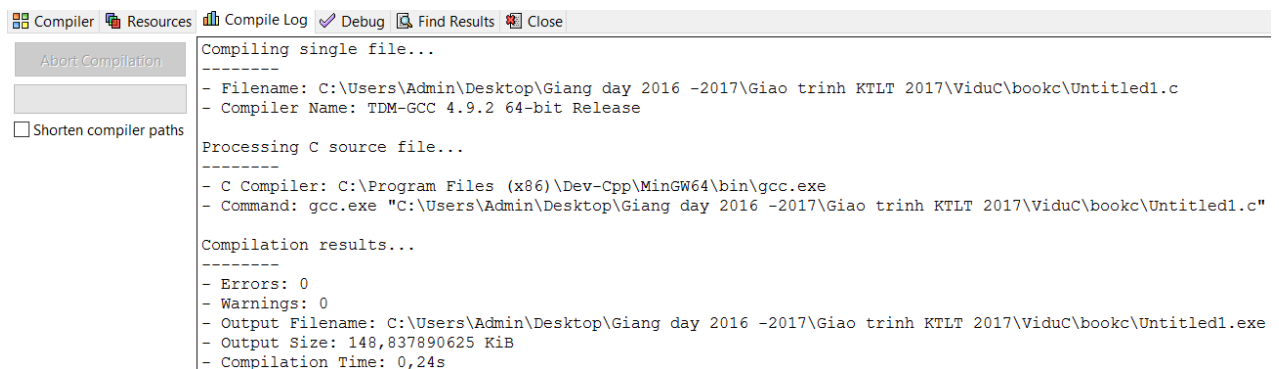 Compiler Resources Compile Log Debug Find Results Close
Abort Compilation
Shorten compiler paths
Compiling single file...
--------
- Filename: C:\Users\Admin\Desktop\Giang day 2016 -2017\Giao trinh KTLT 2017\ViduC\bookc\Untitled1.c
- Compiler Name: TDM-GCC 4.9.2 64-bit Release
Processing C source file...
--------
- C Compiler: C:\Program Files (x86)\Dev-Cpp\MinGW64\bin\gcc.exe
- Command: gcc.exe "C:\Users\Admin\Desktop\Giang day 2016 -2017\Giao trinh KTLT 2017\ViduC\bookc\Untitled1.c"
Compilation results...
--------
- Errors: 0
- Warnings: 0
- Output Filename: C:\Users\Admin\Desktop\Giang day 2016 -2017\Giao trinh KTLT 2017\ViduC\bookc\Untitled1.exe
- Output Size: 148,837890625 KiB
- Compilation Time: 0,24s